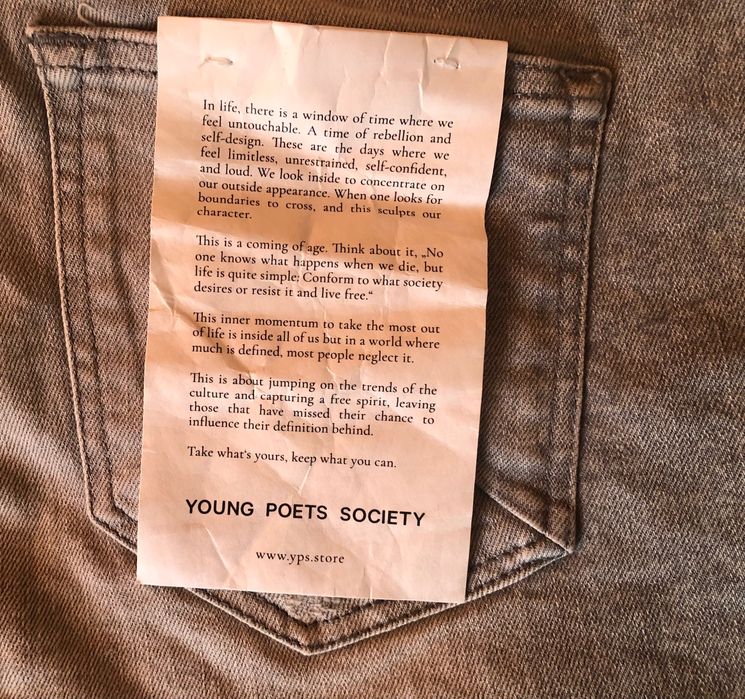 In life, there is a window of time where we
feel untouchable. A time of rebellion and
self-design. These are the days where we
feel limitless, unrestrained, self-confident,
and loud. We look inside to concentrate on
our outside appearance. When one looks for
boundaries to cross, and this sculpts our
character.
This is a coming of age. Think about it, „No
one knows what happens when we die, but
life is quite simple: Conform to what society
desires or resist it and live free.“
This inner momentum to take the most out
of life is inside all of us but in a world where
much is defined, most people neglect it.
This is about jumping on the trends of the
culture and capturing a free spirit, leaving
those that have missed their chance to
influence their definition behind.
Take what's yours, keep what you can.
YOUNG POETS SOCIETY
www.yps.store